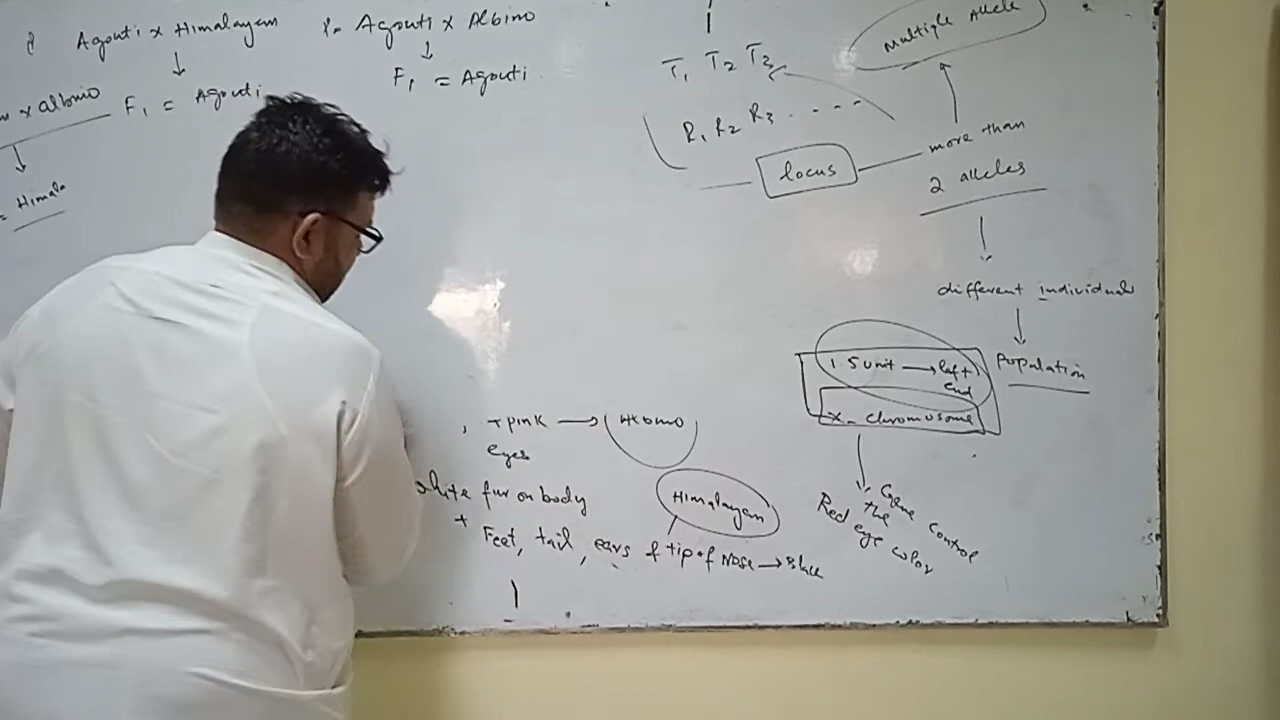 Agouti × Himalayan
F₁ = Agouti
P = Agouti × Albino
F₁ = Agouti
× albino
= Himala
T₁ T₂ T₃
R₁ R₂ R₃ . - - - -
locus
Multiple Allele
more than
2 alleles
different individuals
Population
1.5 unit → left
end
X - chromosome
Gene control
the
Red eye color
, + pink → Albino
eyes
white fur on body
+ Feet, tail, ears & tip of Nose → Black
Himalayan